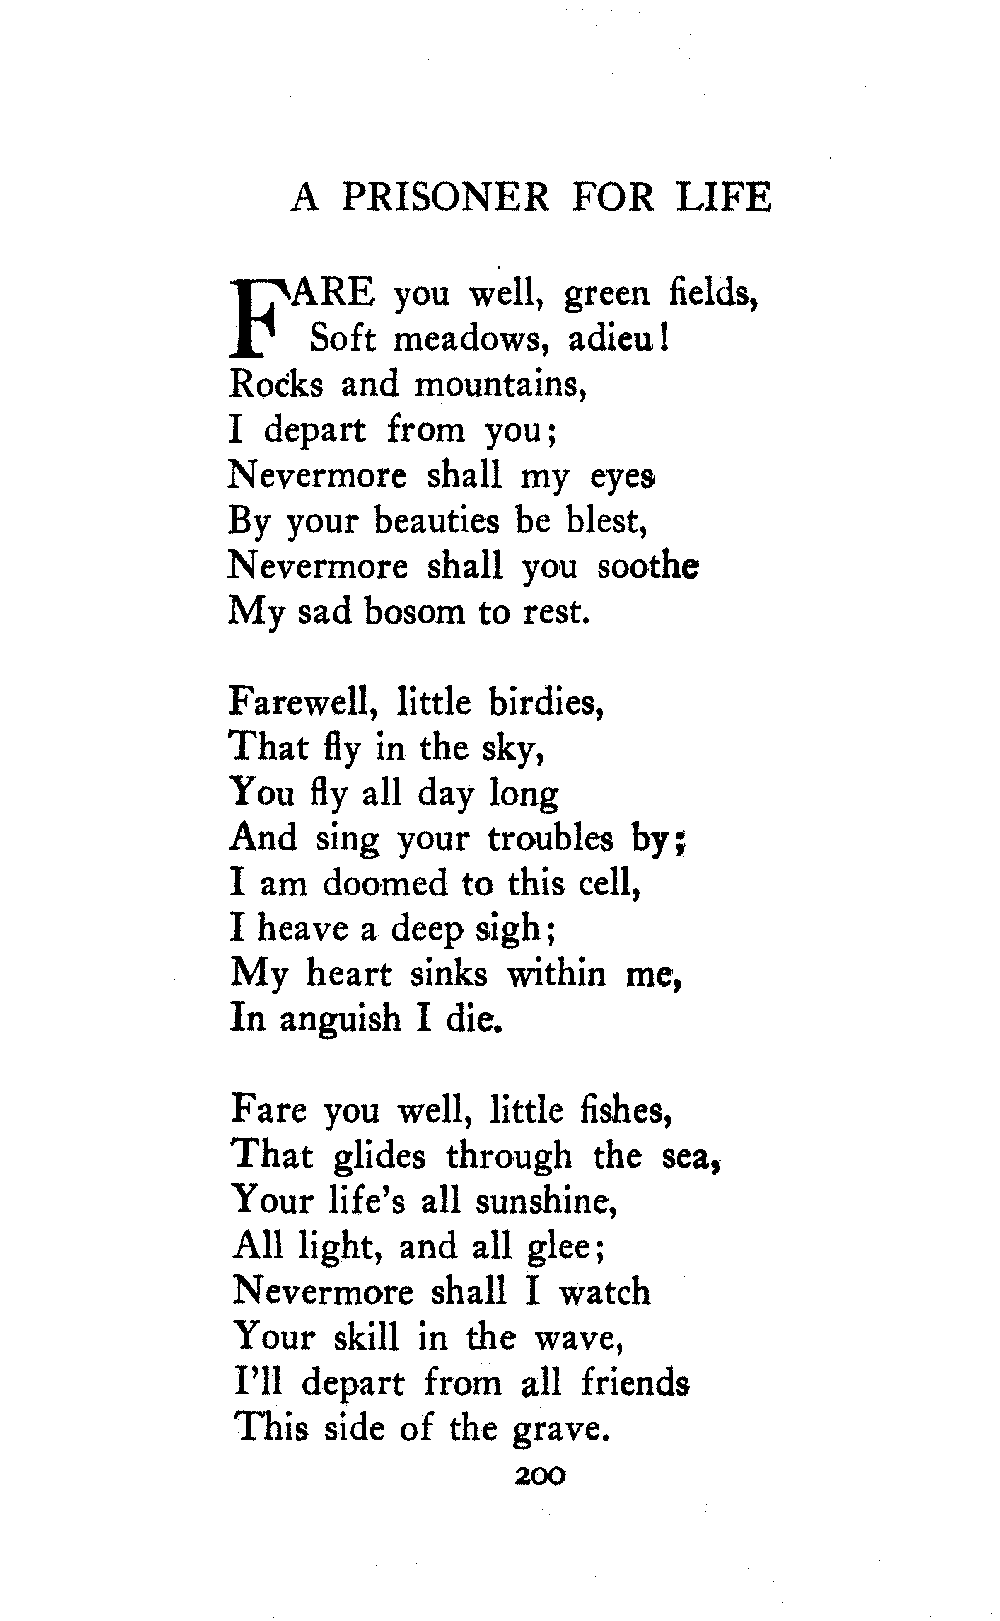 A PRISONER FOR LIFE
FARE you well, green fields,
Soft meadows, adieu!
Rocks and mountains,
I depart from you;
Nevermore shall my eyes
By your beauties be blest,
Nevermore shall you soothe
My sad bosom to rest.
Farewell, little birdies,
That fly in the sky,
You fly all day long
And sing your troubles by;
I am doomed to this cell,
I heave a deep sigh;
My heart sinks within me,
In anguish I die.
Fare you well, little fishes,
That glides through the sea,
Your life's all sunshine,
All light, and all glee;
Nevermore shall I watch
Your skill in the wave,
I'll depart from all friends
This side of the grave.
200